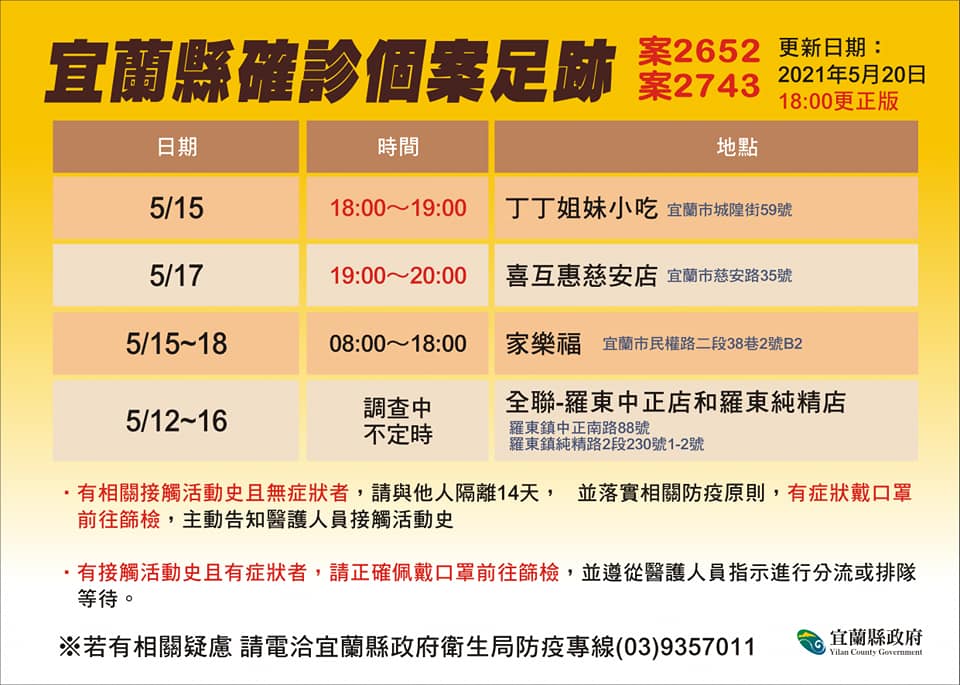 宜蘭縣確診個案足跡
案2652
案2743
更新日期：
2021年5月20日
18:00更正版
日期 時間 地點
5/15 18:00～19:00 丁丁姐妹小吃 宜蘭市城隍街59號
5/17 19:00～20:00 喜互惠慈安店 宜蘭市慈安路35號
5/15~18 08:00～18:00 家樂福 宜蘭市民權路二段38巷2號B2
5/12~16 調查中
不定時
全聯-羅東中正店和羅東純精店
羅東鎮中正南路88號
羅東鎮純精路2段230號1-2號
・有相關接觸活動史且無症狀者，請與他人隔離14天， 並落實相關防疫原則，有症狀戴口罩
前往篩檢，主動告知醫護人員接觸活動史
・有接觸活動史且有症狀者，請正確佩戴口罩前往篩檢，並遵從醫護人員指示進行分流或排隊
等待。
※若有相關疑慮 請電洽宜蘭縣政府衛生局防疫專線(03)9357011
宜蘭縣政府
Yilan County Government